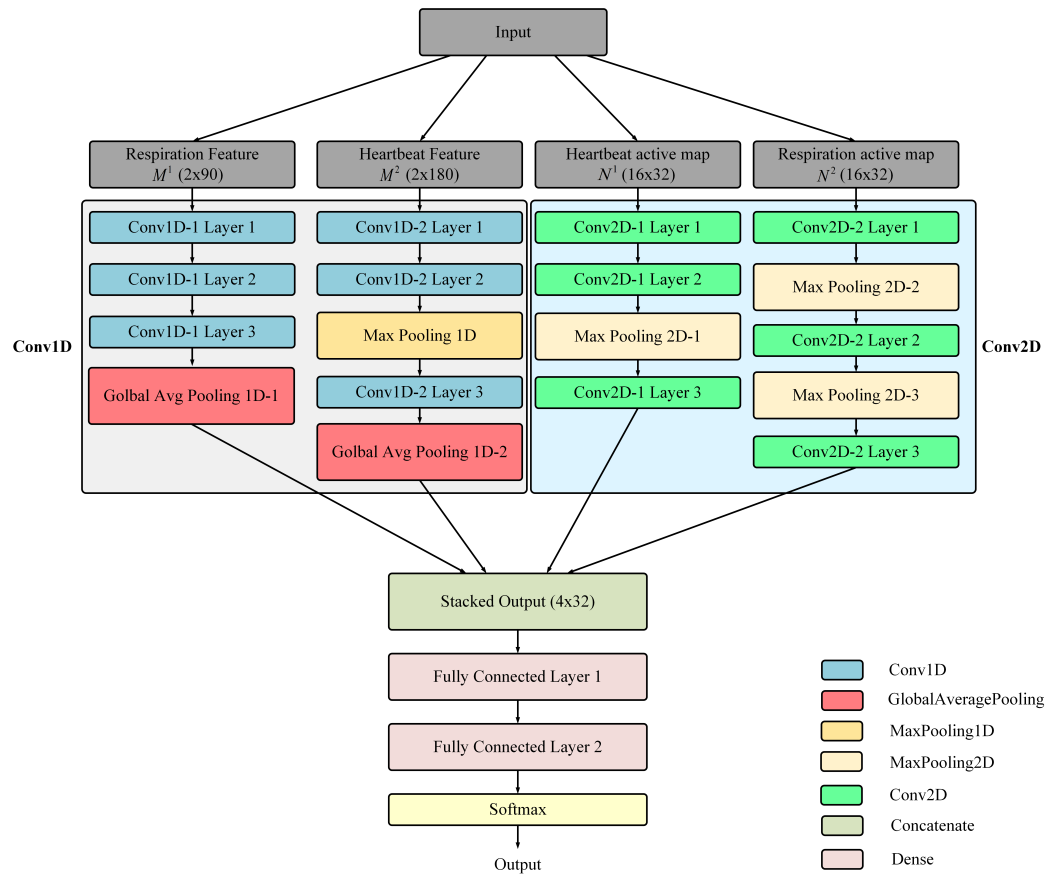 Input
Respiration Feature
M¹ (2x90)
Heartbeat Feature
M² (2x180)
Heartbeat active map
N¹ (16x32)
Respiration active map
N² (16x32)
Conv1D
Conv1D-1 Layer 1
Conv1D-1 Layer 2
Conv1D-1 Layer 3
Golbal Avg Pooling 1D-1
Conv1D-2 Layer 1
Conv1D-2 Layer 2
Max Pooling 1D
Conv1D-2 Layer 3
Golbal Avg Pooling 1D-2
Conv2D-1 Layer 1
Conv2D-1 Layer 2
Max Pooling 2D-1
Conv2D-1 Layer 3
Conv2D-2 Layer 1
Max Pooling 2D-2
Conv2D-2 Layer 2
Max Pooling 2D-3
Conv2D-2 Layer 3
Conv2D
Stacked Output (4x32)
Fully Connected Layer 1
Fully Connected Layer 2
Softmax
Output
Conv1D
GlobalAveragePooling
MaxPooling1D
MaxPooling2D
Conv2D
Concatenate
Dense